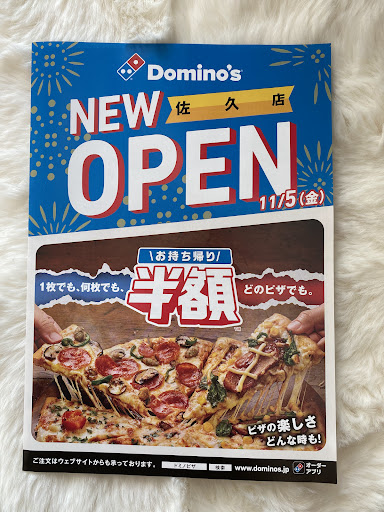 Domino's
NEW 佐久店
OPEN
11/5(金)
\お持ち帰り/
1枚でも、何枚でも、 半額 どのピザでも。
ピザの楽しさ
どんな時も!
ご注文はウェブサイトからも承っております。 ドミノピザ 検索 www.dominos.jp オーダーアプリ